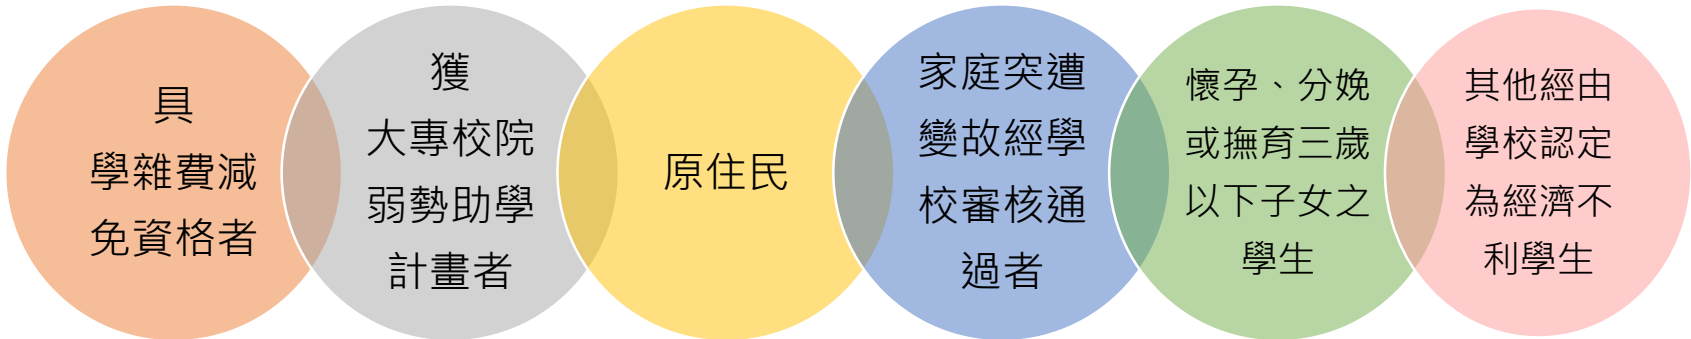 具
學雜費減
免資格者
獲
大專校院
弱勢助學
計畫者
原住民
家庭突遭
變故經學
校審核通
過者
懷孕、分娩
或撫育三歲
以下子女之
學生
其他經由
學校認定
為經濟不
利學生